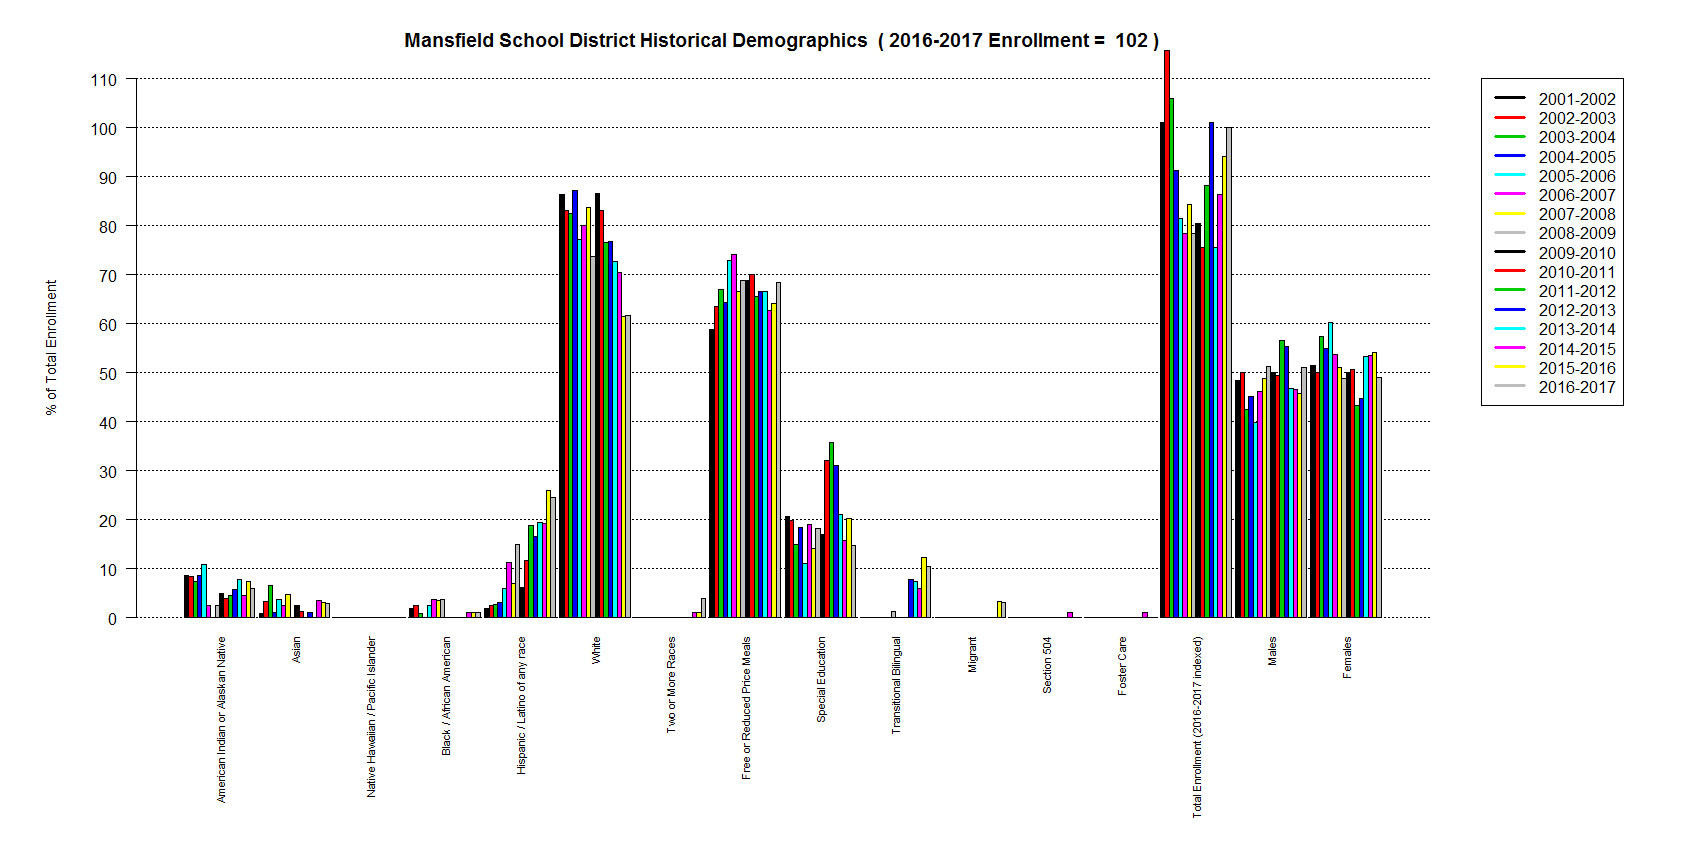 Mansfield School District Historical Demographics ( 2016-2017 Enrollment = 102 )
% of Total Enrollment
110
100
90
80
70
60
50
40
30
20
10
0
American Indian or Alaskan Native
Asian
Native Hawaiian / Pacific Islander
Black / African American
Hispanic / Latino of any race
White
Two or More Races
Free or Reduced Price Meals
Special Education
Transitional Bilingual
Migrant
Section 504
Foster Care
Total Enrollment (2016-2017 indexed)
Males
Females
2001-2002
2002-2003
2003-2004
2004-2005
2005-2006
2006-2007
2007-2008
2008-2009
2009-2010
2010-2011
2011-2012
2012-2013
2013-2014
2014-2015
2015-2016
2016-2017